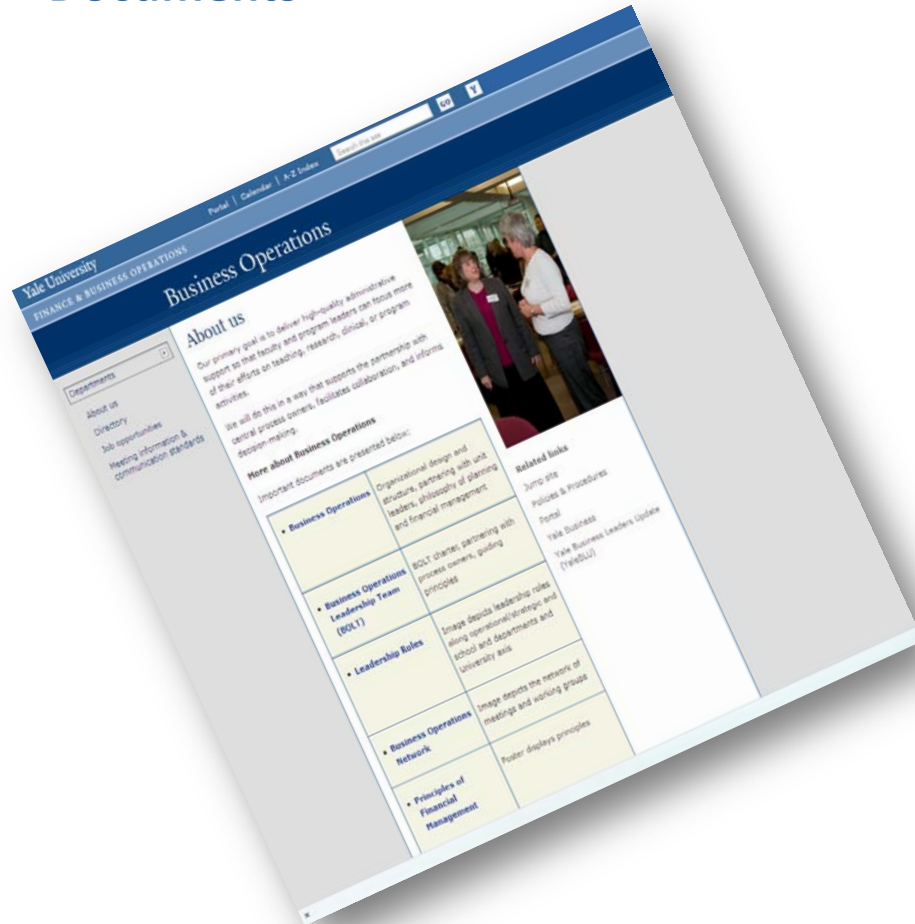 Documents
Portal | Calendar | A-Z Index
Search this site
GO
Y
Yale University
FINANCE & BUSINESS OPERATIONS
Business Operations
Departments
About us
Directory
Job opportunities
Meeting information &
communication standards
About us
Our primary goal is to deliver high-quality administrative
support so that faculty and program leaders can focus more
of their efforts on teaching, research, clinical, or program
activities.
We will do this in a way that supports the partnership with
central process owners, facilitates collaboration, and informs
decision-making.
More about Business Operations
Important documents are presented below:
• Business Operations
Organizational design and
structure, partnering with unit
leaders, philosophy of planning
and financial management
• Business Operations
Leadership Team
(BOLT)
BOLT charter, partnering with
process owners, guiding
principles
• Leadership Roles
Image depicts leadership roles
along operational/strategic and
school and departments and
University axis
• Business Operations
Network
Image depicts the network of
meetings and working groups
• Principles of
Financial
Management
Poster displays principles
Related links
Jump site
Policies & Procedures
Portal
Yale Business
Yale Business Leaders Update
(YaleBLU)